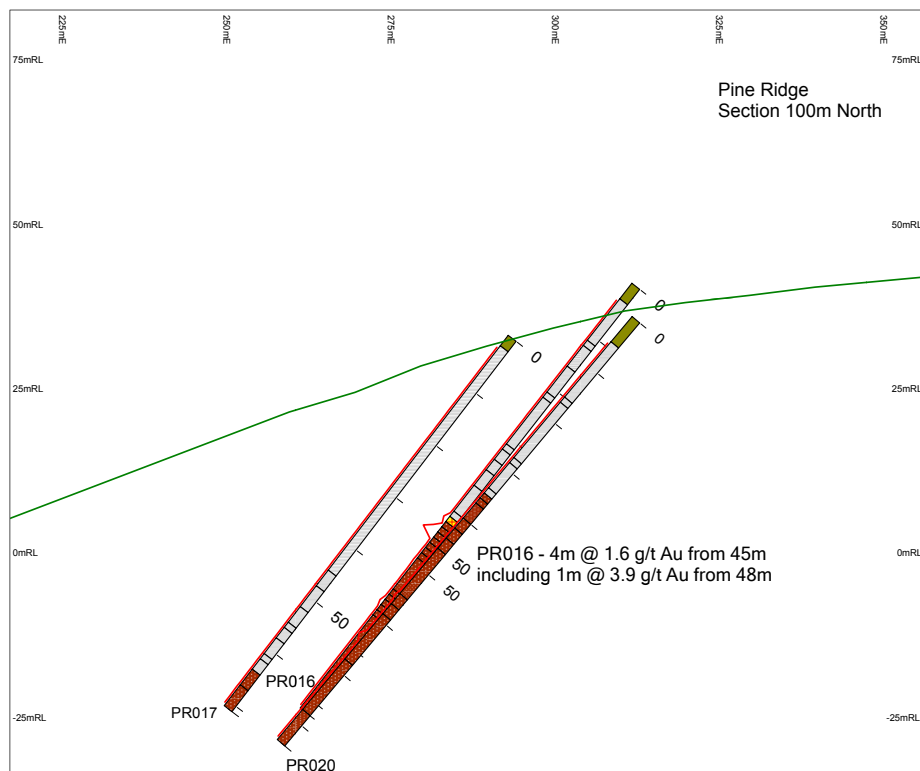 225mE
250mE
275mE
300mE
325mE
350mE
75mRL
75mRL
Pine Ridge
Section 100m North
50mRL
50mRL
0
0
0
25mRL
25mRL
0mRL
0mRL
PR016 - 4m @ 1.6 g/t Au from 45m
including 1m @ 3.9 g/t Au from 48m
50
50
50
PR016
PR017
-25mRL
-25mRL
PR020